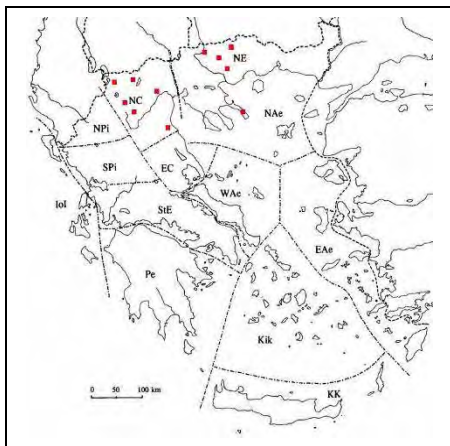 NE
NC
NAe
NPi
SPi
EC
WAe
IoI
StE
EAe
Pe
Kik
0 50 100 km
KK